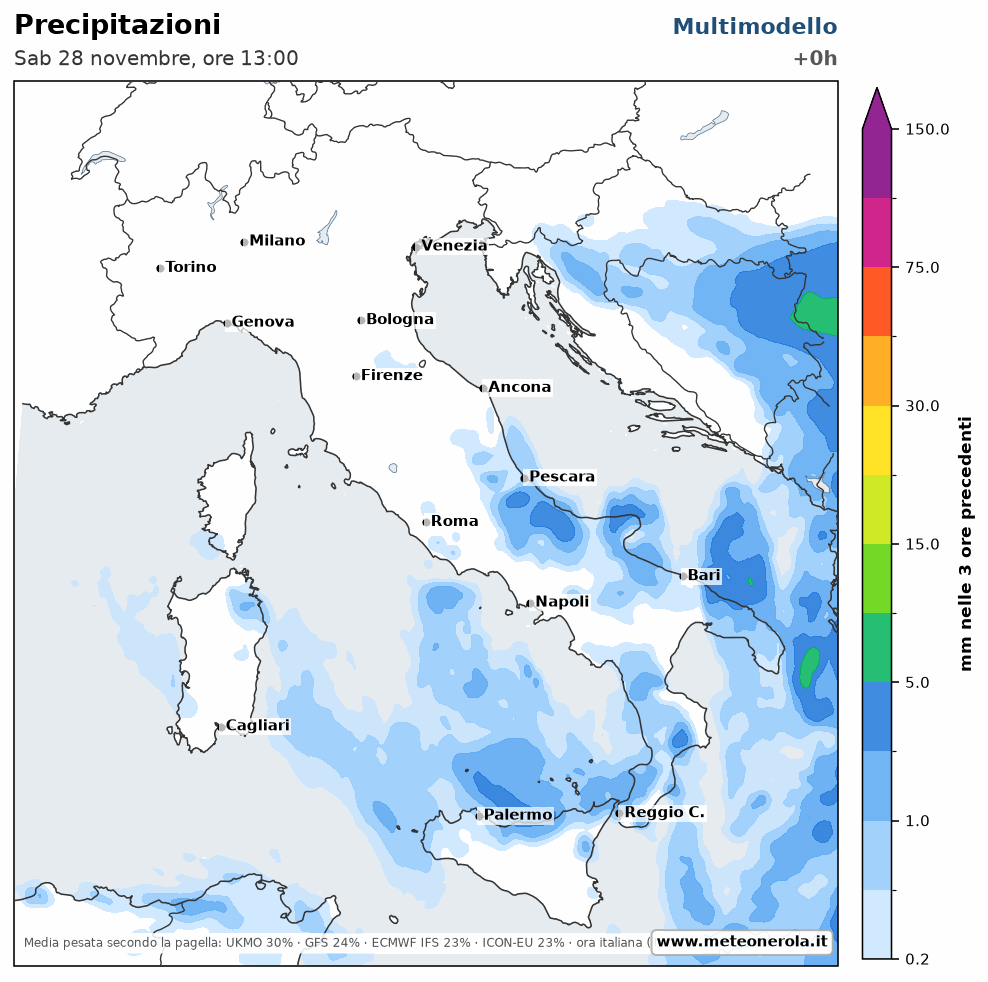 Precipitazioni
Multimodello
Sab 28 novembre, ore 13:00
+0h
150.0
75.0
30.0
15.0
5.0
1.0
0.2
mm nelle 3 ore precedenti
Milano
Venezia
Torino
Genova
Bologna
Firenze
Ancona
Pescara
Roma
Bari
Napoli
Cagliari
Palermo
Reggio C.
Media pesata secondo la pagella: UKMO 30% · GFS 24% · ECMWF IFS 23% · ICON-EU 23% · ora italiana (
www.meteonerola.it